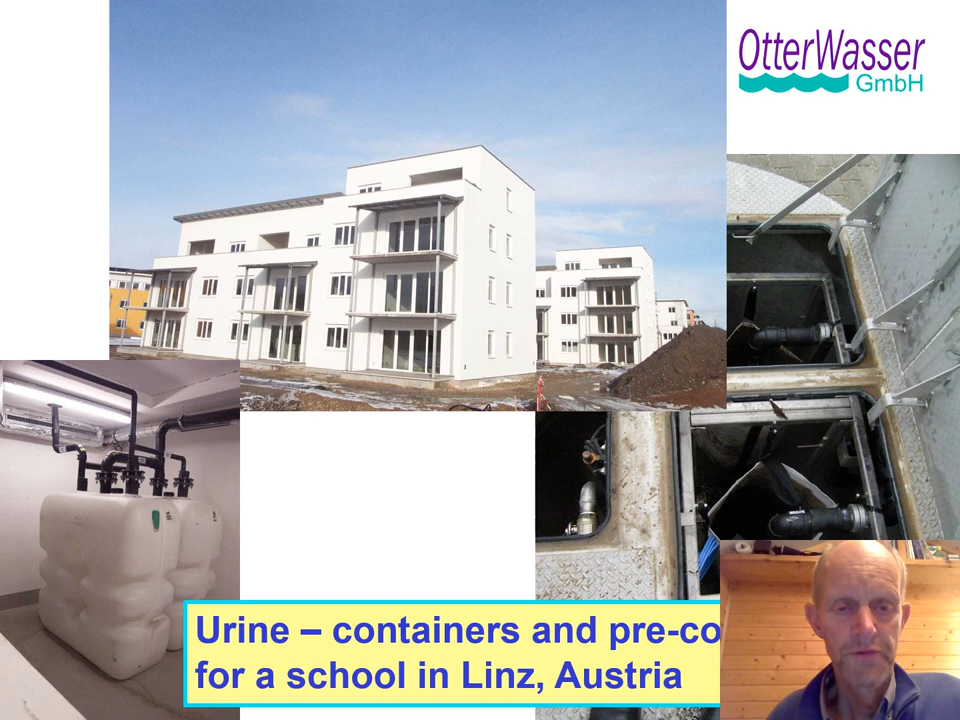 OtterWasser
GmbH
Urine – containers and pre-co
for a school in Linz, Austria